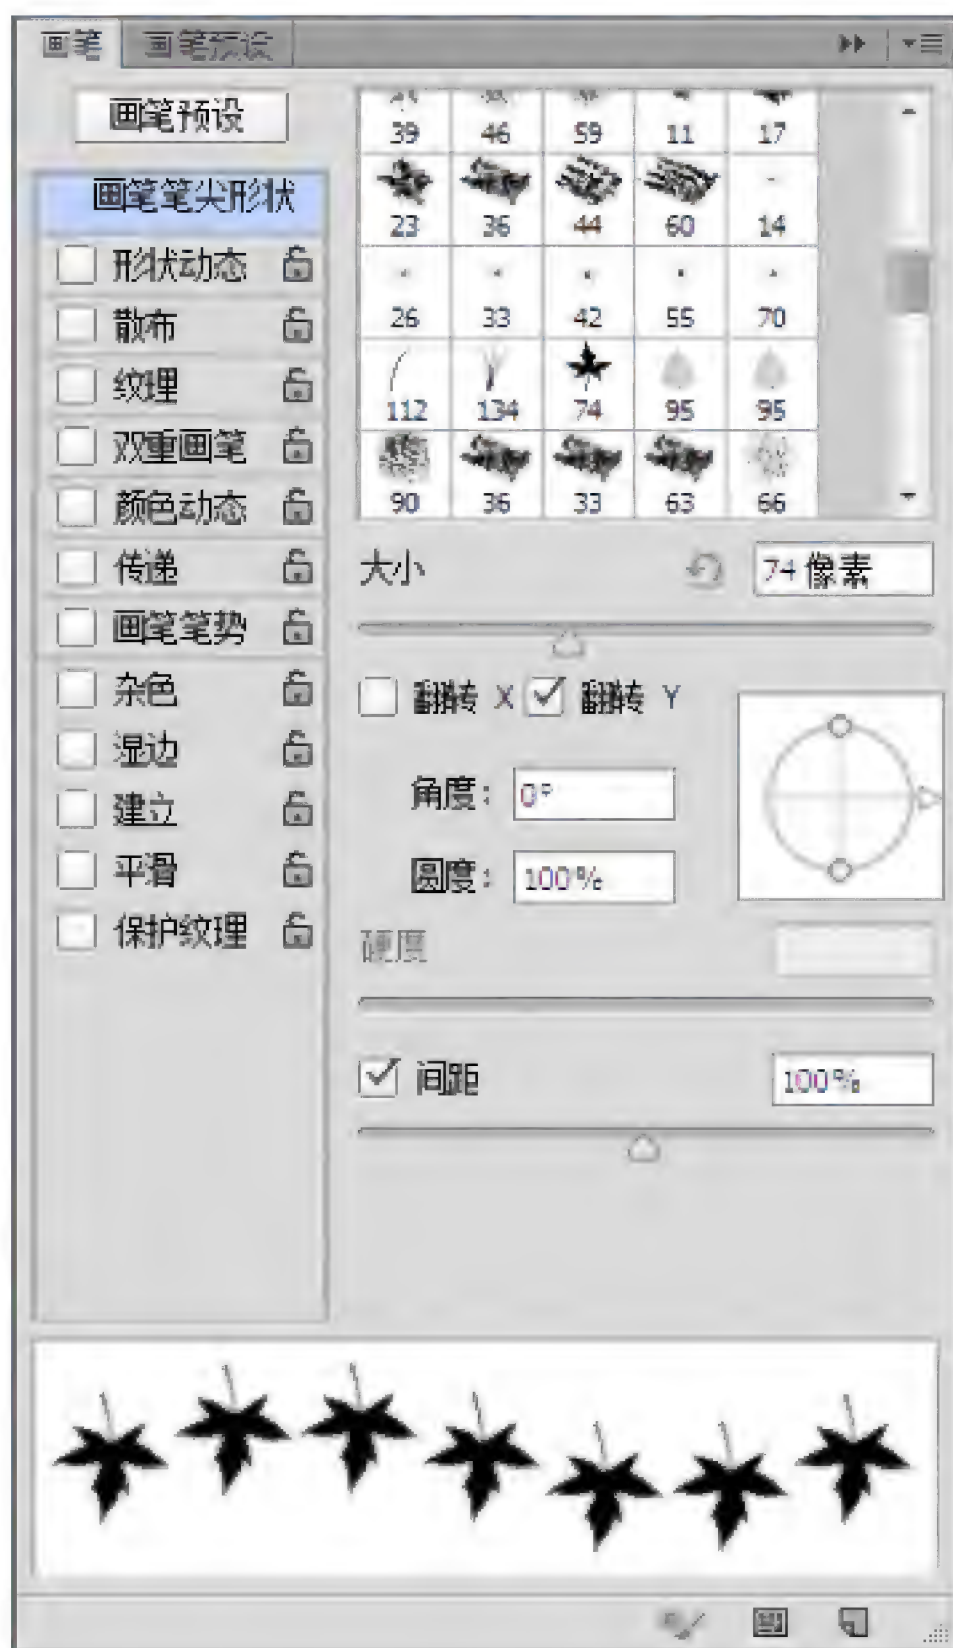 画笔 画笔预设
画笔预设
画笔笔尖形状
形状动态
散布
纹理
双重画笔
颜色动态
传递
画笔笔势
杂色
湿边
建立
平滑
保护纹理
39 46 59 11 17
23 36 44 60 14
26 33 42 55 70
112 134 74 95 95
90 36 33 63 66
大小 74 像素
翻转 X 翻转 Y
角度: 0°
圆度: 100%
硬度
间距 100%